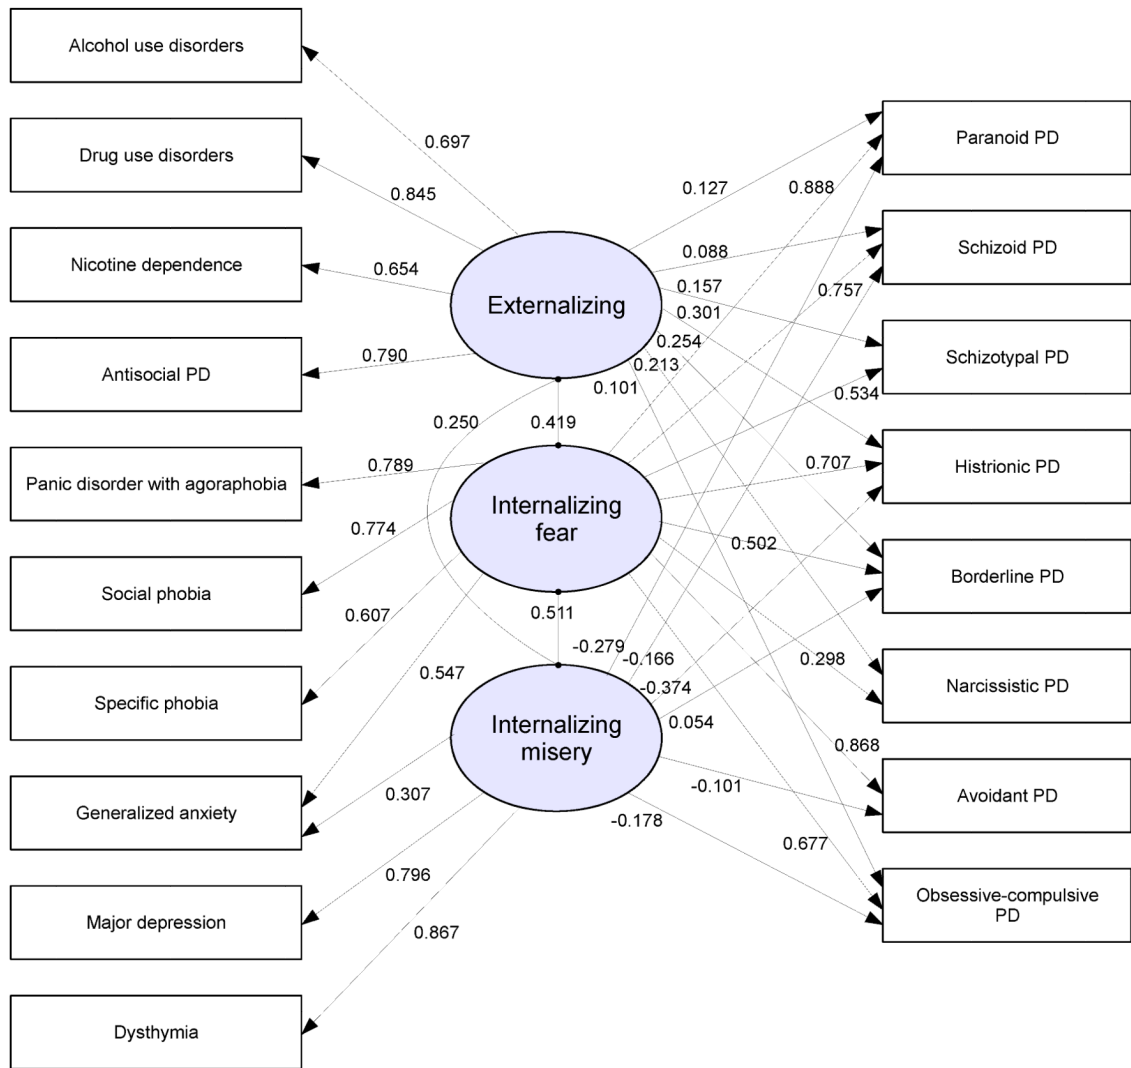 Alcohol use disorders
Drug use disorders
Nicotine dependence
Antisocial PD
Panic disorder with agoraphobia
Social phobia
Specific phobia
Generalized anxiety
Major depression
Dysthymia
0.697
0.845
0.654
0.790
0.250
0.419
0.789
0.774
0.607
0.511
0.547
0.307
0.796
0.867
Externalizing
Internalizing
fear
Internalizing
misery
0.127
0.888
0.088
0.157
0.757
0.301
0.254
0.213
0.101
0.534
0.707
0.502
-0.279
-0.166
-0.374
0.054
0.298
0.868
-0.101
-0.178
0.677
Paranoid PD
Schizoid PD
Schizotypal PD
Histrionic PD
Borderline PD
Narcissistic PD
Avoidant PD
Obsessive-compulsive
PD